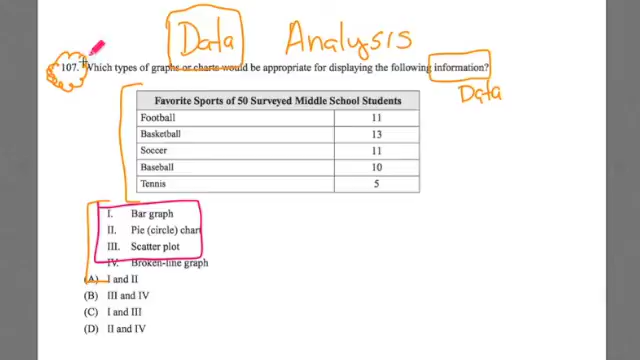 Data Analysis
107. Which types of graphs or charts would be appropriate for displaying the following information?
Data
Favorite Sports of 50 Surveyed Middle School Students
Football 11
Basketball 13
Soccer 11
Baseball 10
Tennis 5
I. Bar graph
II. Pie (circle) chart
III. Scatter plot
IV. Broken-line graph
(A) I and II
(B) III and IV
(C) I and III
(D) II and IV